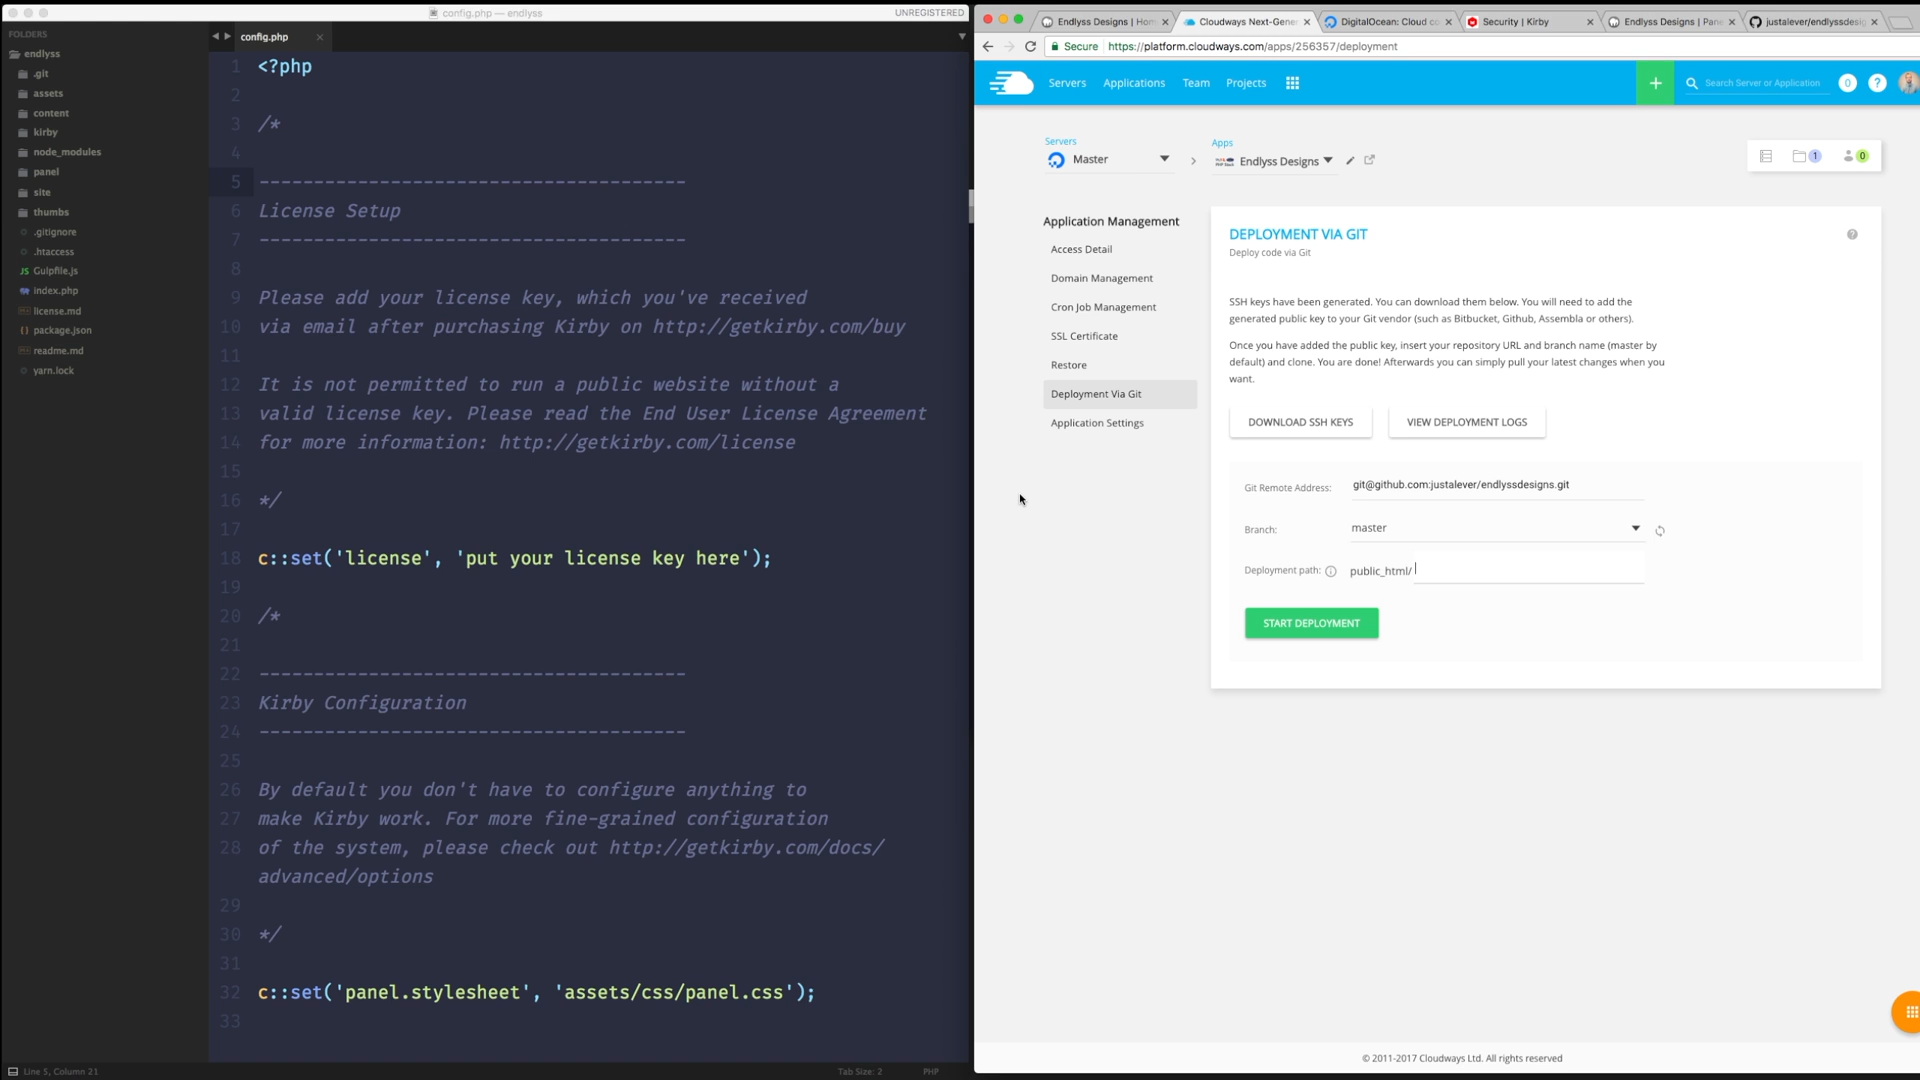 config.php — endlyss
UNREGISTERED
FOLDERS
endlyss
.git
assets
content
kirby
node_modules
panel
site
thumbs
.gitignore
.htaccess
JS Gulpfile.js
index.php
license.md
package.json
readme.md
yarn.lock
config.php
1 <?php
2
3 /*
4
5 ---------------------------------------
6 License Setup
7 ---------------------------------------
8
9 Please add your license key, which you've received
10 via email after purchasing Kirby on http://getkirby.com/buy
11
12 It is not permitted to run a public website without a
13 valid license key. Please read the End User License Agreement
14 for more information: http://getkirby.com/license
15
16 */
17
18 c::set('license', 'put your license key here');
19
20 /*
21
22 ---------------------------------------
23 Kirby Configuration
24 ---------------------------------------
25
26 By default you don't have to configure anything to
27 make Kirby work. For more fine-grained configuration
28 of the system, please check out http://getkirby.com/docs/
advanced/options
29
30 */
31
32 c::set('panel.stylesheet', 'assets/css/panel.css');
33
Line 5, Column 21
Tab Size: 2
PHP
Endlyss Designs | Hom
Cloudways Next-Gene
DigitalOcean: Cloud co
Security | Kirby
Endlyss Designs | Pane
justalever/endlyssdesig
Secure https://platform.cloudways.com/apps/256357/deployment
Servers Applications Team Projects
+
Search Server or Application
0 ?
Servers
Master
Apps
Endlyss Designs
1 0
Application Management
Access Detail
Domain Management
Cron Job Management
SSL Certificate
Restore
Deployment Via Git
Application Settings
DEPLOYMENT VIA GIT
Deploy code via Git
SSH keys have been generated. You can download them below. You will need to add the
generated public key to your Git vendor (such as Bitbucket, Github, Assembla or others).
Once you have added the public key, insert your repository URL and branch name (master by
default) and clone. You are done! Afterwards you can simply pull your latest changes when you
want.
DOWNLOAD SSH KEYS VIEW DEPLOYMENT LOGS
Git Remote Address: git@github.com:justalever/endlyssdesigns.git
Branch: master
Deployment path: public_html/
START DEPLOYMENT
© 2011-2017 Cloudways Ltd. All rights reserved